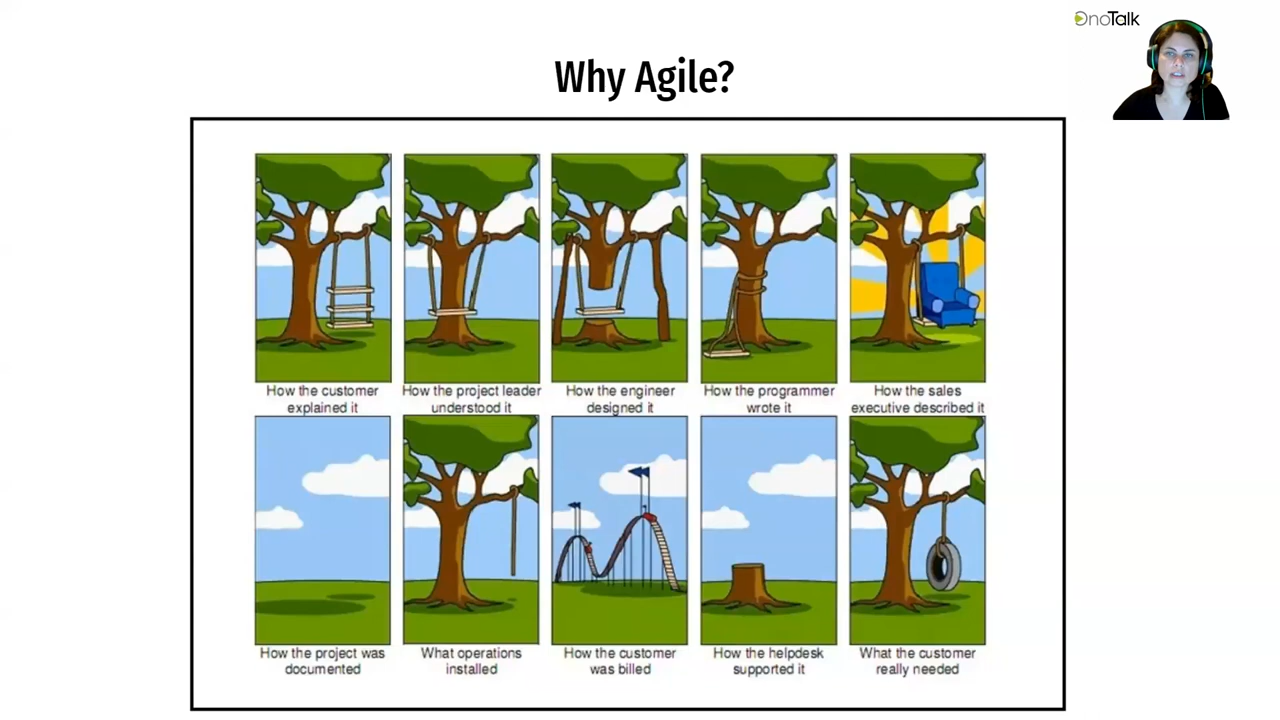 OnoTalk
Why Agile?
How the customer
explained it
How the project leader
understood it
How the engineer
designed it
How the programmer
wrote it
How the sales
executive described it
How the project was
documented
What operations
installed
How the customer
was billed
How the helpdesk
supported it
What the customer
really needed